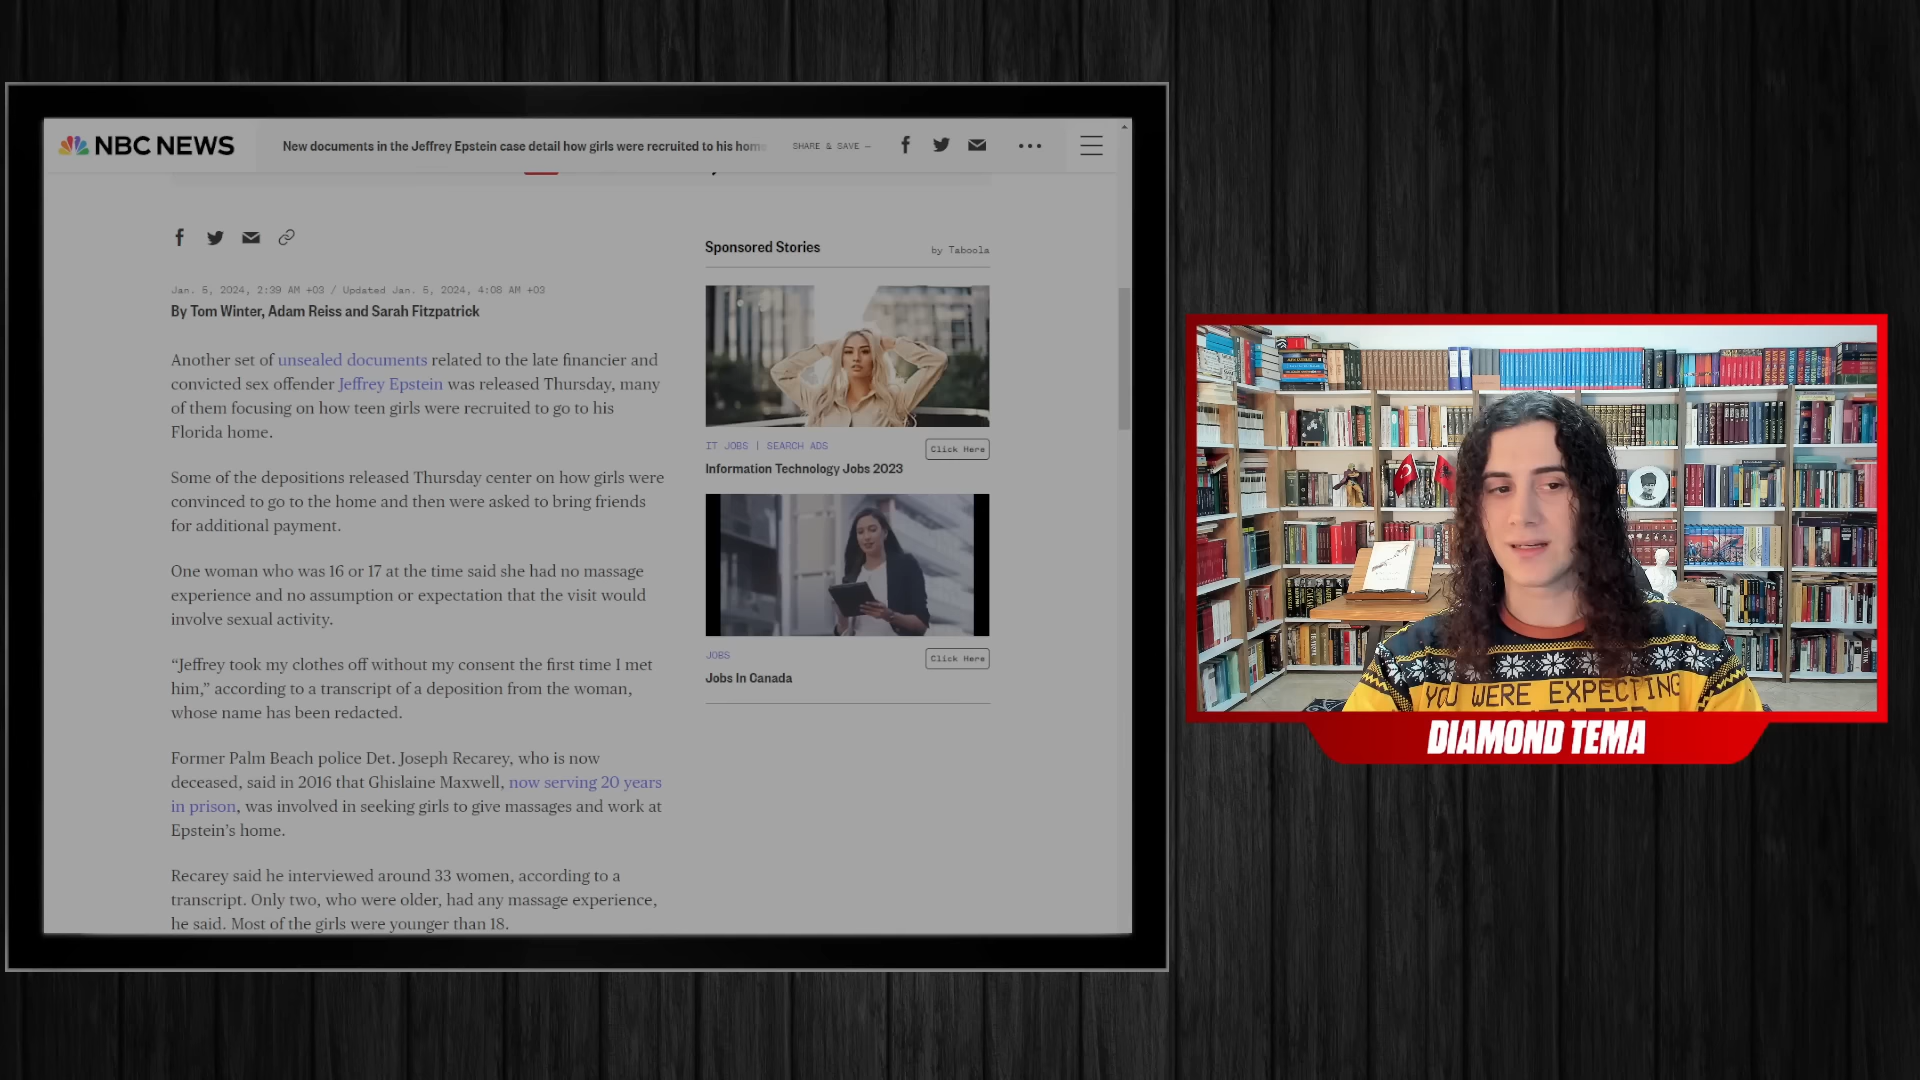 NBC NEWS
New documents in the Jeffrey Epstein case detail how girls were recruited to his home
SHARE & SAVE —
Sponsored Stories
by Taboola
Jan. 5, 2024, 2:39 AM +03 / Updated Jan. 5, 2024, 4:08 AM +03
By Tom Winter, Adam Reiss and Sarah Fitzpatrick
Another set of unsealed documents related to the late financier and
convicted sex offender Jeffrey Epstein was released Thursday, many
of them focusing on how teen girls were recruited to go to his
Florida home.
Some of the depositions released Thursday center on how girls were
convinced to go to the home and then were asked to bring friends
for additional payment.
One woman who was 16 or 17 at the time said she had no massage
experience and no assumption or expectation that the visit would
involve sexual activity.
“Jeffrey took my clothes off without my consent the first time I met
him,” according to a transcript of a deposition from the woman,
whose name has been redacted.
Former Palm Beach police Det. Joseph Recarey, who is now
deceased, said in 2016 that Ghislaine Maxwell, now serving 20 years
in prison, was involved in seeking girls to give massages and work at
Epstein’s home.
Recarey said he interviewed around 33 women, according to a
transcript. Only two, who were older, had any massage experience,
he said. Most of the girls were younger than 18.
IT JOBS | SEARCH ADS
Click Here
Information Technology Jobs 2023
JOBS
Click Here
Jobs In Canada
YOU WERE EXPECTING
DIAMOND TEMA